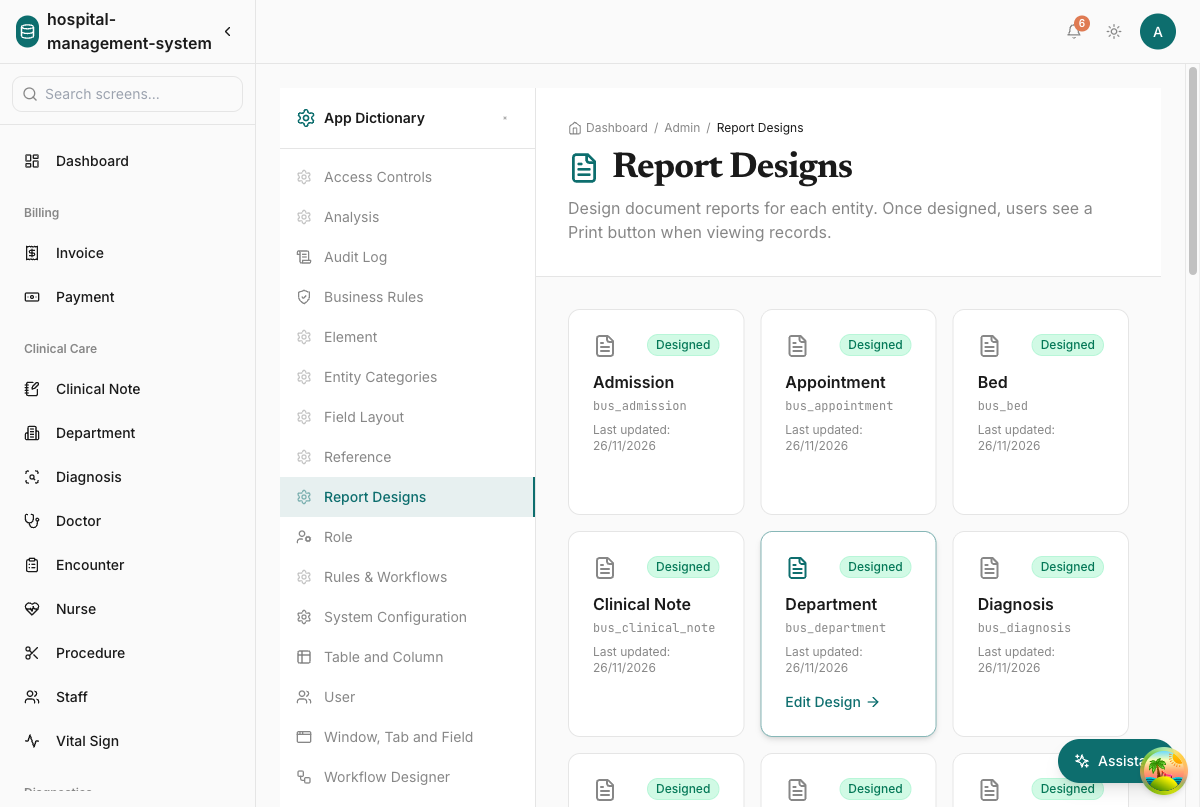 hospital-
management-system
6
A
Search screens...
Dashboard
Billing
Invoice
Payment
Clinical Care
Clinical Note
Department
Diagnosis
Doctor
Encounter
Nurse
Procedure
Staff
Vital Sign
App Dictionary
Access Controls
Analysis
Audit Log
Business Rules
Element
Entity Categories
Field Layout
Reference
Report Designs
Role
Rules & Workflows
System Configuration
Table and Column
User
Window, Tab and Field
Workflow Designer
Dashboard / Admin / Report Designs
Report Designs
Design document reports for each entity. Once designed, users see a
Print button when viewing records.
Designed
Admission
bus_admission
Last updated:
26/11/2026
Designed
Appointment
bus_appointment
Last updated:
26/11/2026
Designed
Bed
bus_bed
Last updated:
26/11/2026
Designed
Clinical Note
bus_clinical_note
Last updated:
26/11/2026
Designed
Department
bus_department
Last updated:
26/11/2026
Edit Design →
Designed
Diagnosis
bus_diagnosis
Last updated:
26/11/2026
Designed
Designed
Designed